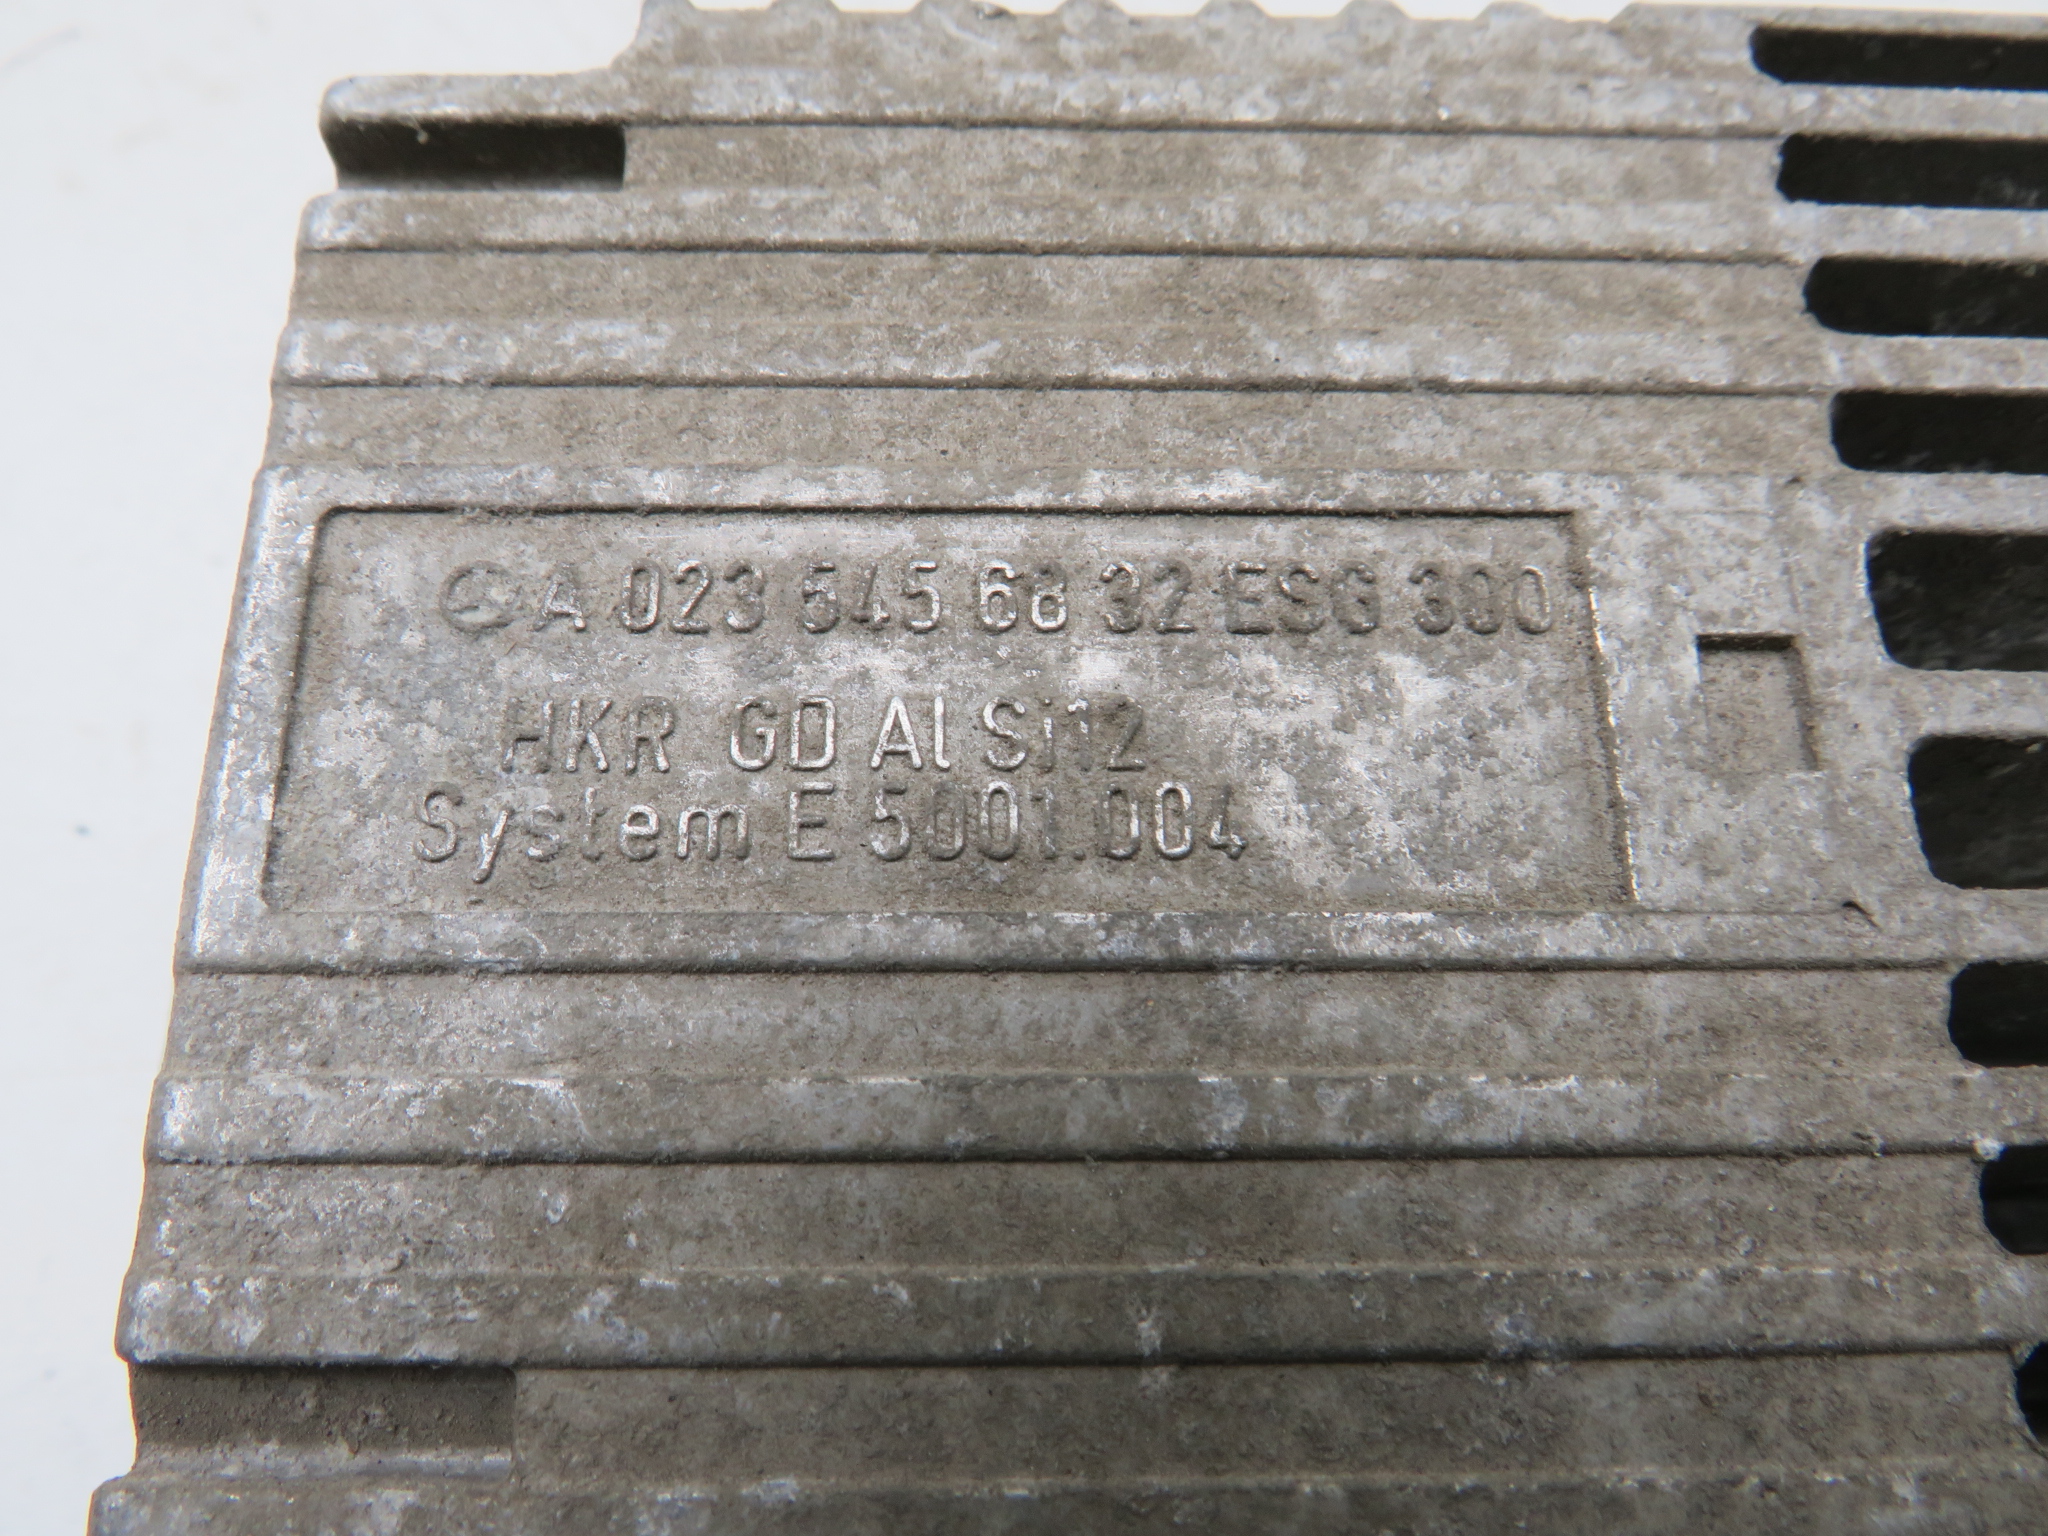 A 023 545 68 32 ESG 300
HKR GD Al Si12
System E 5001.004